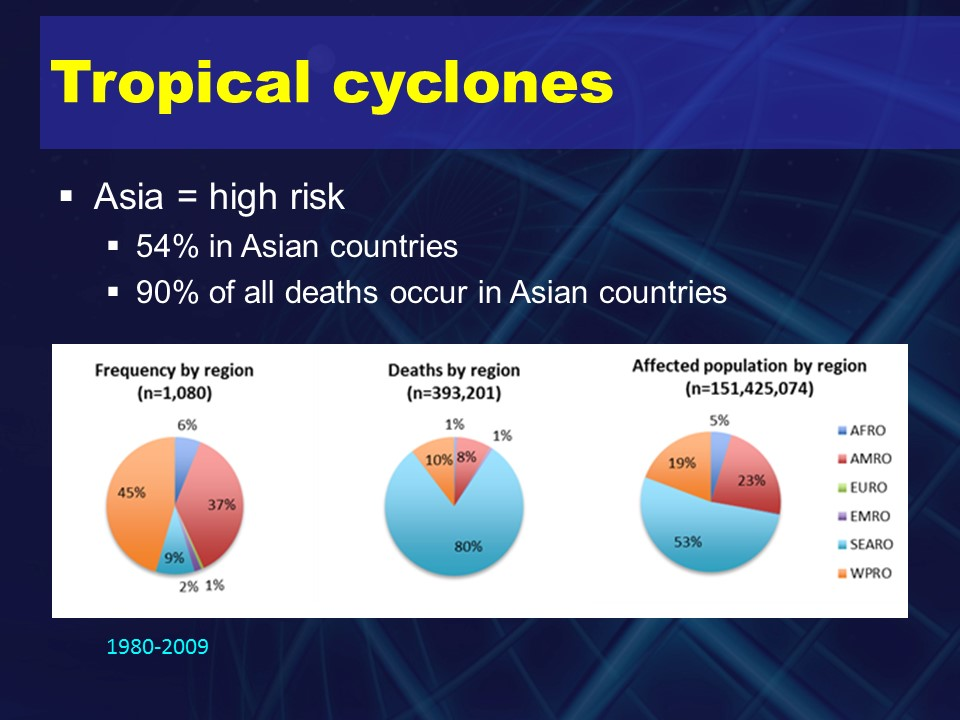 Tropical cyclones
▪ Asia = high risk
▪ 54% in Asian countries
▪ 90% of all deaths occur in Asian countries
Frequency by region
(n=1,080)
6%
37%
1%
2%
9%
45%
Deaths by region
(n=393,201)
1%
1%
8%
10%
80%
Affected population by region
(n=151,425,074)
5%
23%
53%
19%
AFRO
AMRO
EURO
EMRO
SEARO
WPRO
1980-2009